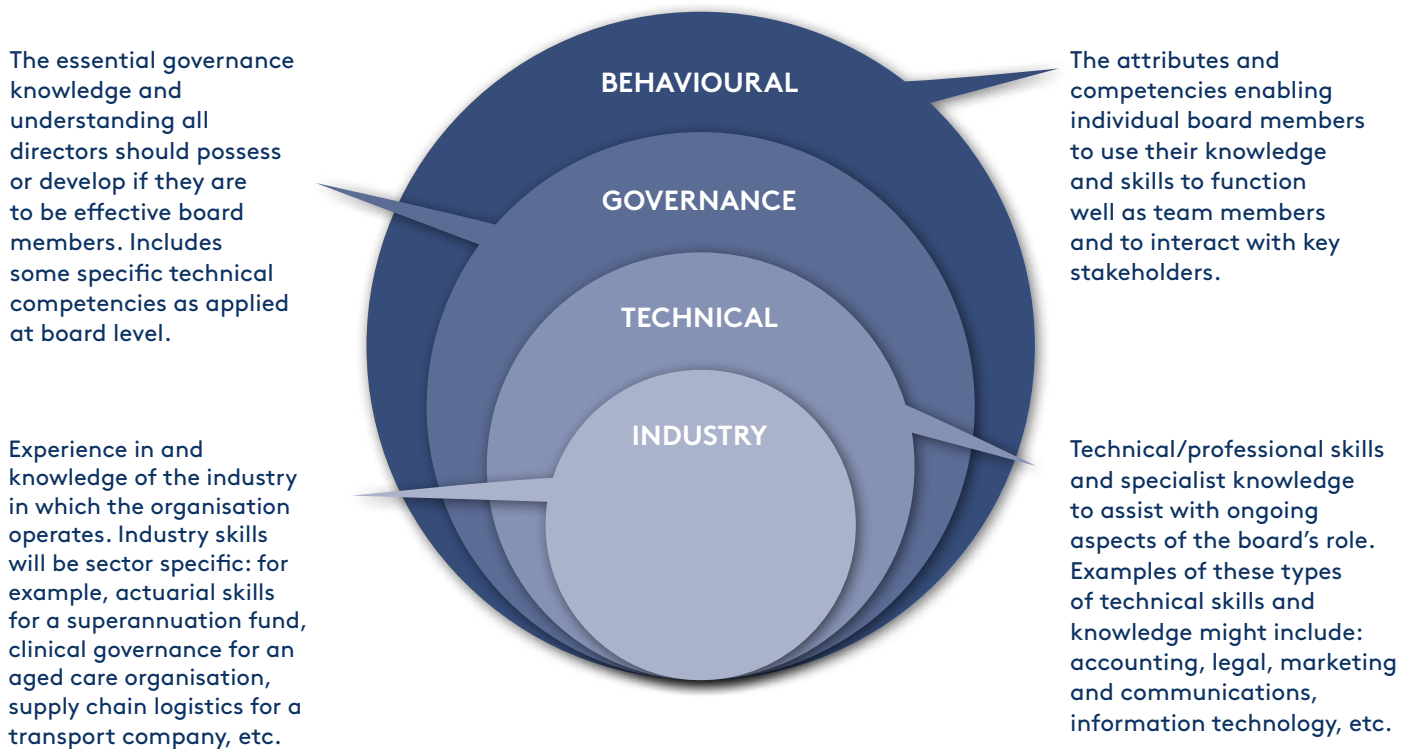 The essential governance
knowledge and
understanding all
directors should possess
or develop if they are
to be effective board
members. Includes
some specific technical
competencies as applied
at board level.
Experience in and
knowledge of the industry
in which the organisation
operates. Industry skills
will be sector specific: for
example, actuarial skills
for a superannuation fund,
clinical governance for an
aged care organisation,
supply chain logistics for a
transport company, etc.
BEHAVIOURAL
GOVERNANCE
TECHNICAL
INDUSTRY
The attributes and
competencies enabling
individual board members
to use their knowledge
and skills to function
well as team members
and to interact with key
stakeholders.
Technical/professional skills
and specialist knowledge
to assist with ongoing
aspects of the board’s role.
Examples of these types
of technical skills and
knowledge might include:
accounting, legal, marketing
and communications,
information technology, etc.